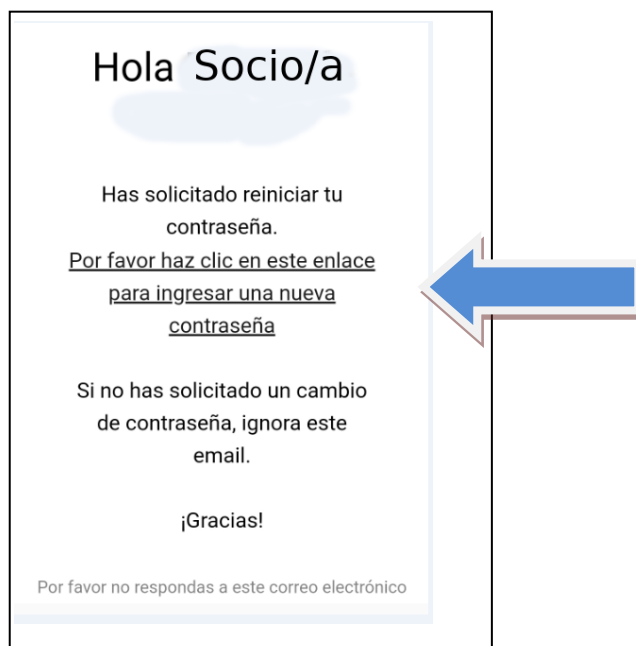 Hola Socio/a
Has solicitado reiniciar tu
contraseña.
Por favor haz clic en este enlace
para ingresar una nueva
contraseña
Si no has solicitado un cambio
de contraseña, ignora este
email.
¡Gracias!
Por favor no respondas a este correo electrónico